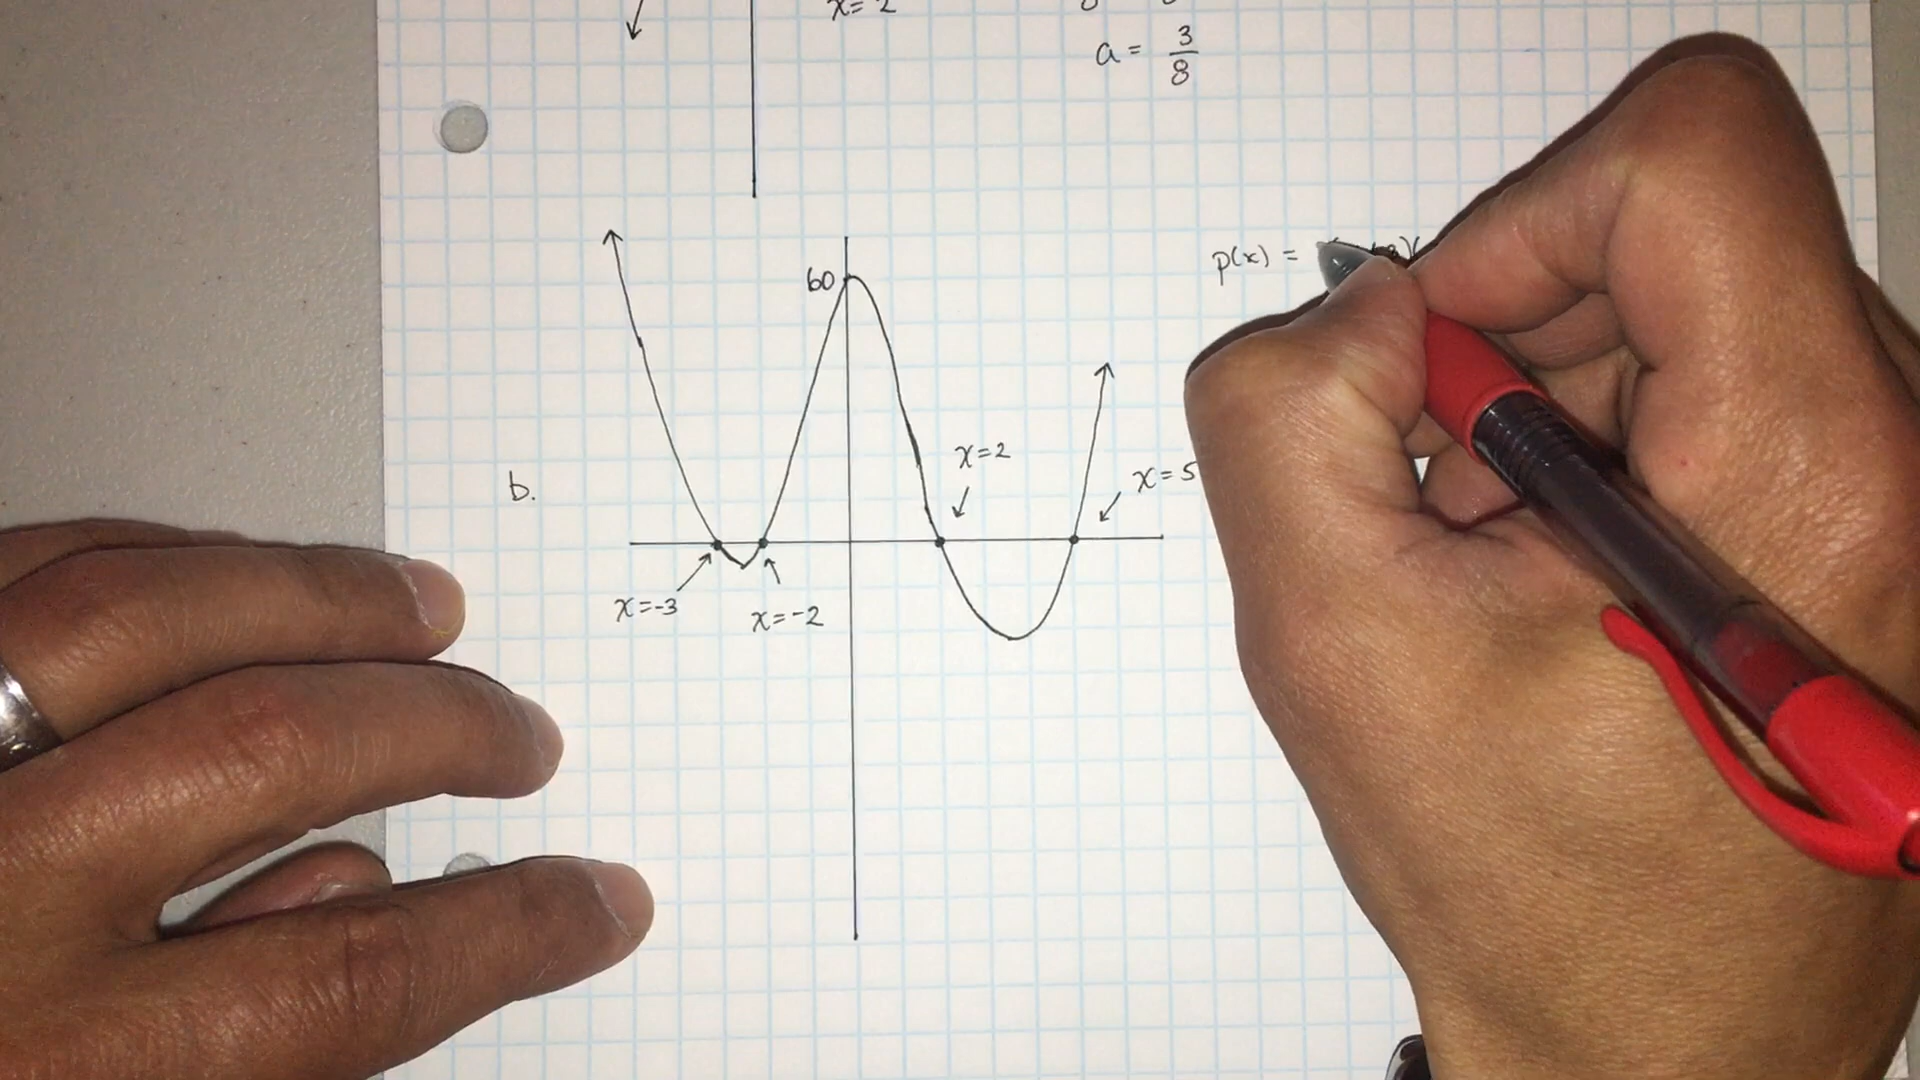 x=2
a = 3/8
p(x) =
60
x=2
x=5
b.
x=-3
x=-2